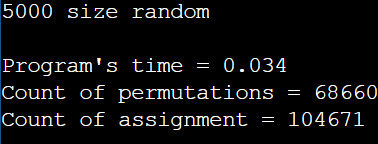 5000 size random
Program's time = 0.034
Count of permutations = 68660
Count of assignment = 104671